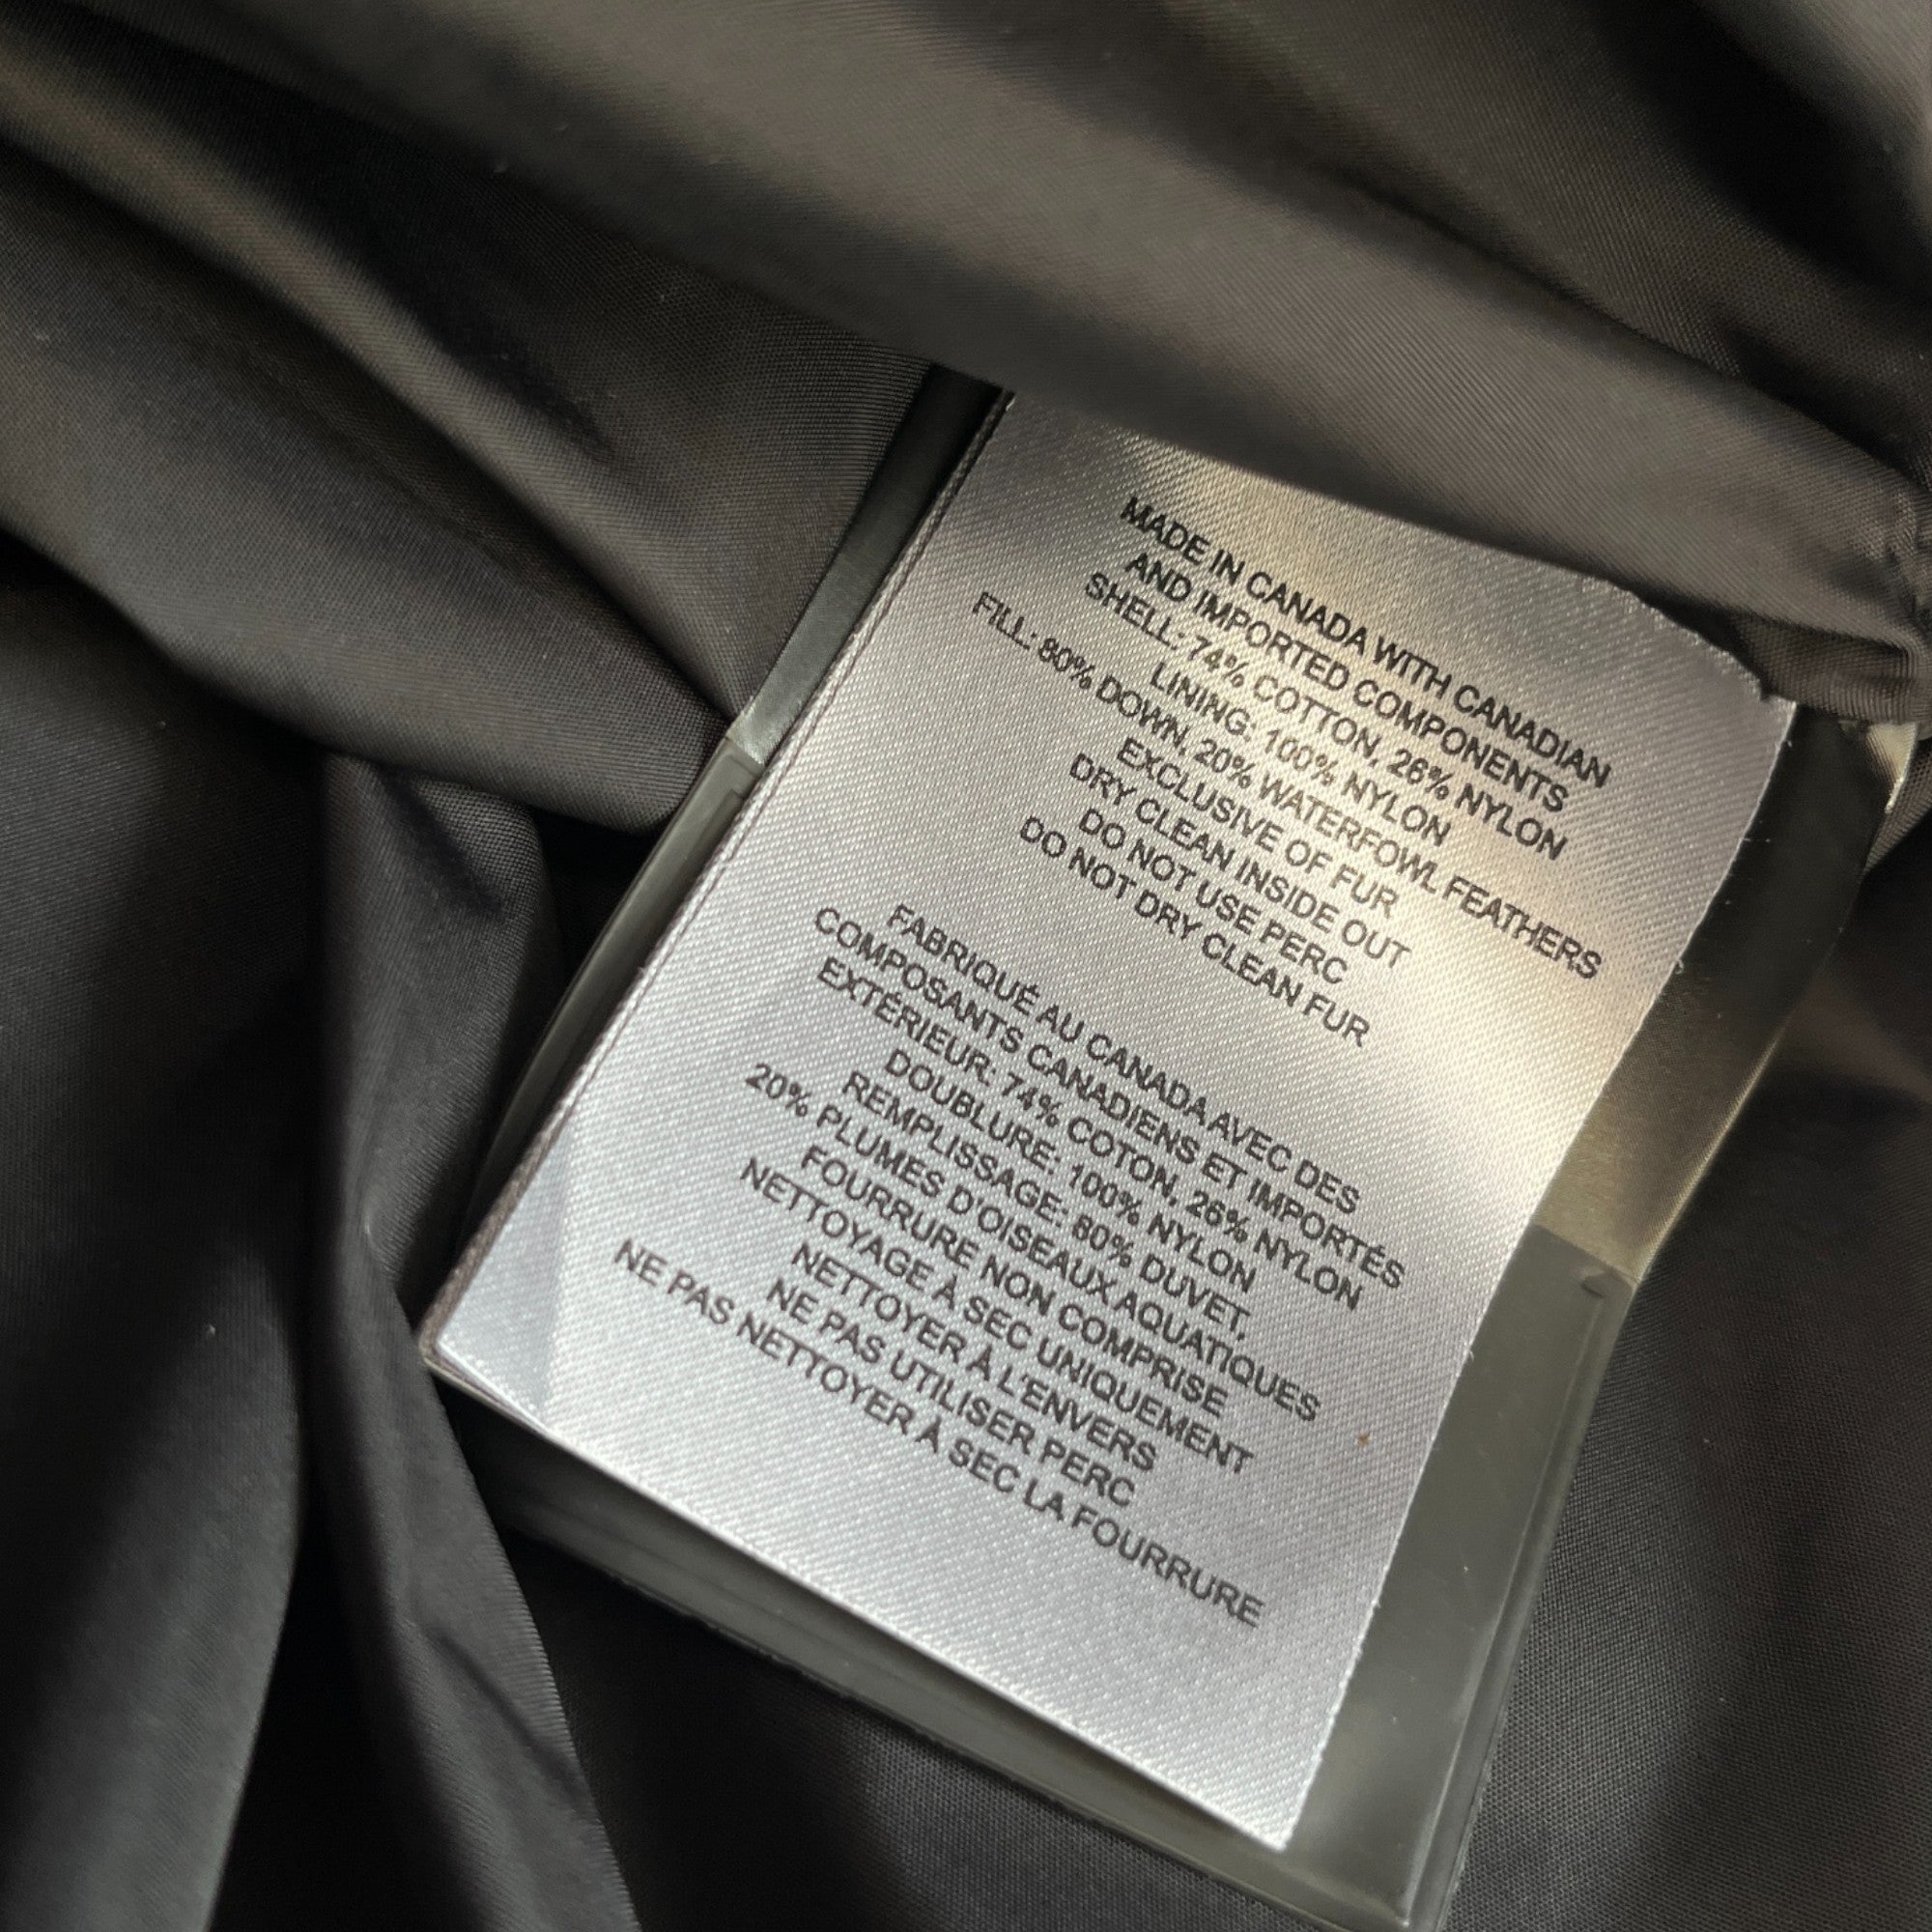 MADE IN CANADA WITH CANADIAN
AND IMPORTED COMPONENTS
SHELL: 74% COTTON, 26% NYLON
LINING: 100% NYLON
FILL: 80% DOWN, 20% WATERFOWL FEATHERS
EXCLUSIVE OF FUR
DRY CLEAN INSIDE OUT
DO NOT USE PERC
DO NOT DRY CLEAN FUR
FABRIQUÉ AU CANADA AVEC DES
COMPOSANTS CANADIENS ET IMPORTÉS
EXTÉRIEUR: 74% COTON, 26% NYLON
DOUBLURE: 100% NYLON
REMPLISSAGE: 80% DUVET,
20% PLUMES D'OISEAUX AQUATIQUES
FOURRURE NON COMPRISE
NETTOYAGE À SEC UNIQUEMENT
NETTOYER À L'ENVERS
NE PAS UTILISER PERC
NE PAS NETTOYER À SEC LA FOURRURE